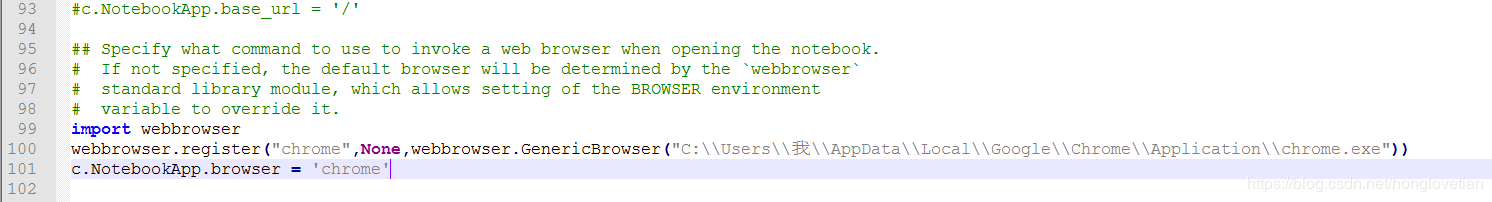 93 #c.NotebookApp.base_url = '/'
94
95 ## Specify what command to use to invoke a web browser when opening the notebook.
96 #  If not specified, the default browser will be determined by the `webbrowser`
97 #  standard library module, which allows setting of the BROWSER environment
98 #  variable to override it.
99 import webbrowser
100 webbrowser.register("chrome",None,webbrowser.GenericBrowser("C:\\Users\\我\\AppData\\Local\\Google\\Chrome\\Application\\chrome.exe"))
101 c.NotebookApp.browser = 'chrome'
102
https://blog.csdn.net/honglovetian